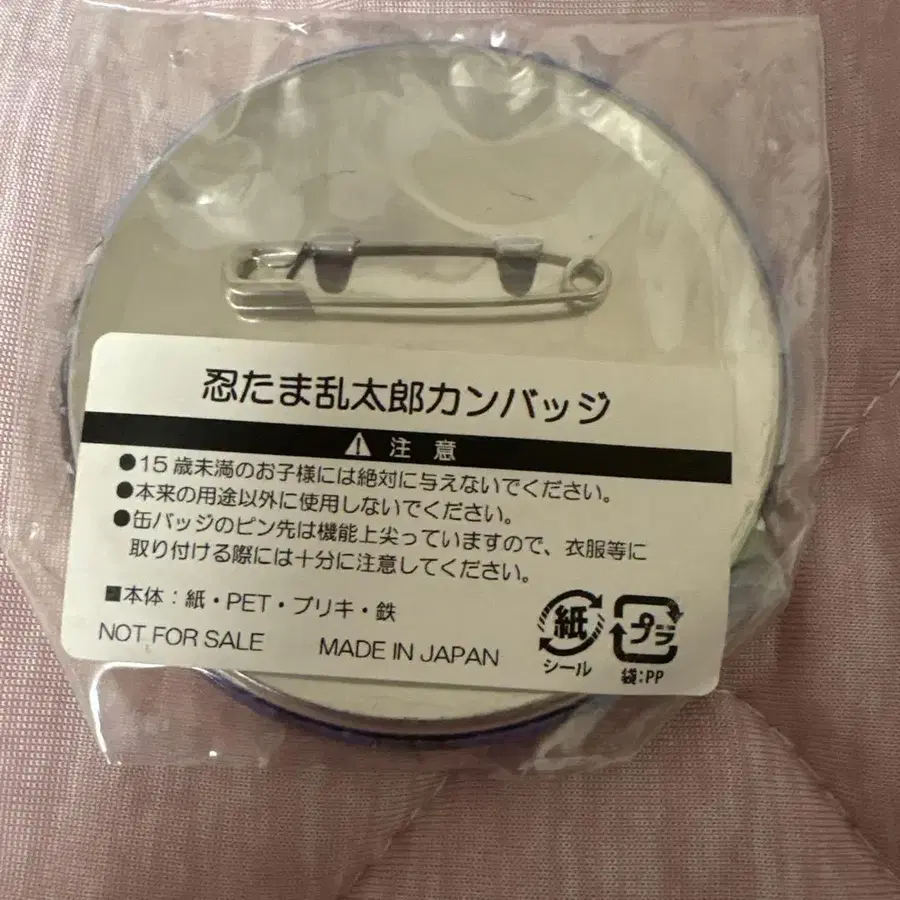 忍たま乱太郎カンバッジ
注意
●15歳未満のお子様には絶対に与えないでください。
●本来の用途以外に使用しないでください。
●缶バッジのピン先は機能上尖っていますので、衣服等に
取り付ける際には十分に注意してください。
■本体：紙・PET・ブリキ・鉄
NOT FOR SALE MADE IN JAPAN
紙 プラ
シール 袋:PP